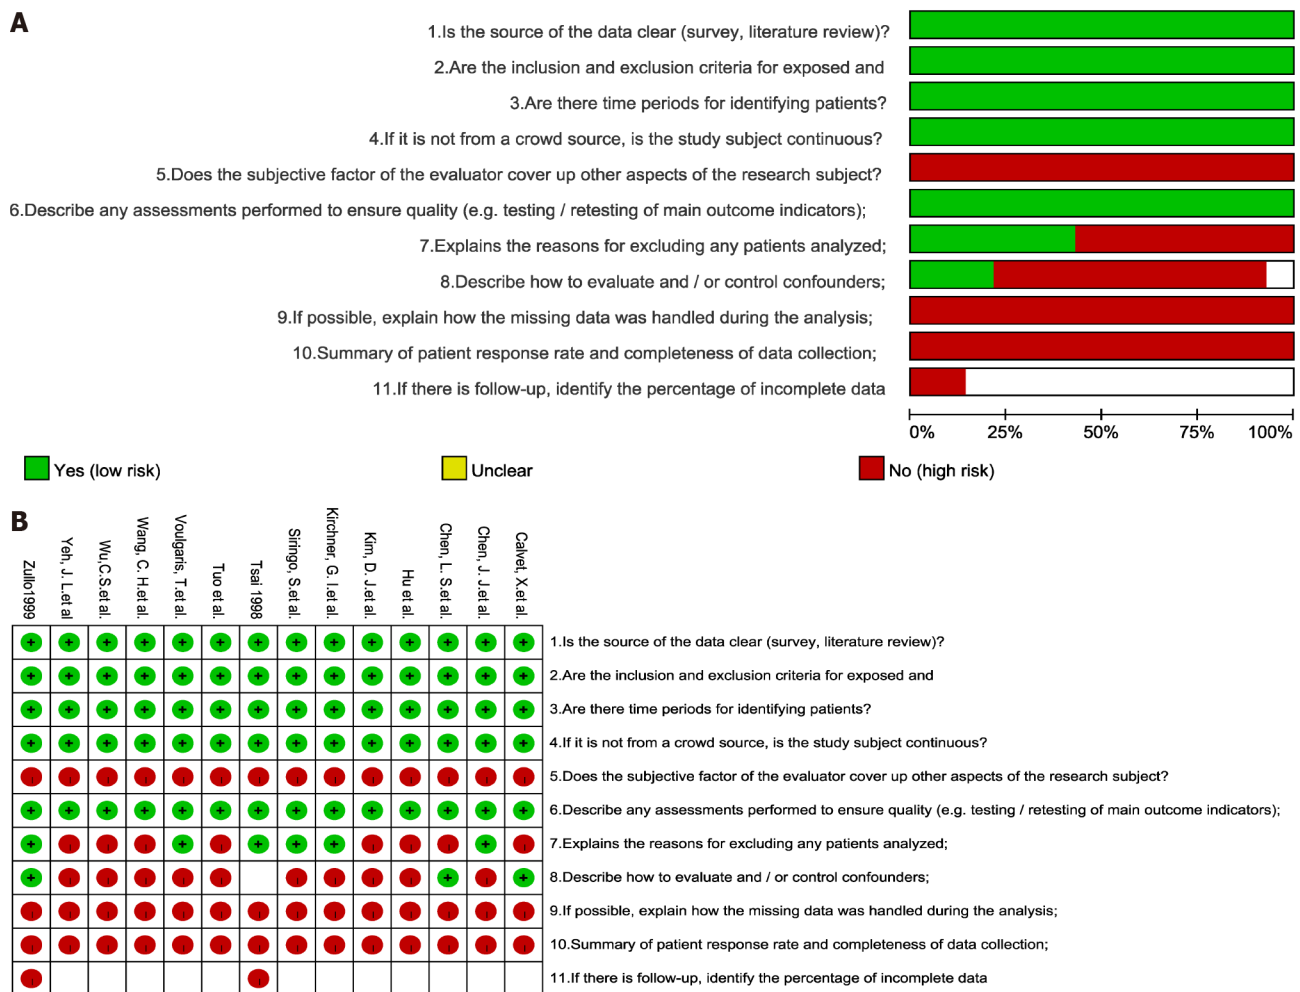 A
1.Is the source of the data clear (survey, literature review)?
2.Are the inclusion and exclusion criteria for exposed and
3.Are there time periods for identifying patients?
4.If it is not from a crowd source, is the study subject continuous?
5.Does the subjective factor of the evaluator cover up other aspects of the research subject?
6.Describe any assessments performed to ensure quality (e.g. testing / retesting of main outcome indicators);
7.Explains the reasons for excluding any patients analyzed;
8.Describe how to evaluate and / or control confounders;
9.If possible, explain how the missing data was handled during the analysis;
10.Summary of patient response rate and completeness of data collection;
11.If there is follow-up, identify the percentage of incomplete data
0% 25% 50% 75% 100%
Yes (low risk) Unclear No (high risk)
B
Zullo1999
Yeh, J. L.et al
Wu,C.S.et al.
Wang, C. H.et al.
Voulgaris, T.et al.
Tuo et al.
Tsai 1998
Siringo, S.et al.
Kirchner, G. I.et al.
Kim, D. J.et al.
Hu et al.
Chen, L. S.et al.
Chen, J. J.et al.
Calvet, X.et al.
1.Is the source of the data clear (survey, literature review)?
2.Are the inclusion and exclusion criteria for exposed and
3.Are there time periods for identifying patients?
4.If it is not from a crowd source, is the study subject continuous?
5.Does the subjective factor of the evaluator cover up other aspects of the research subject?
6.Describe any assessments performed to ensure quality (e.g. testing / retesting of main outcome indicators);
7.Explains the reasons for excluding any patients analyzed;
8.Describe how to evaluate and / or control confounders;
9.If possible, explain how the missing data was handled during the analysis;
10.Summary of patient response rate and completeness of data collection;
11.If there is follow-up, identify the percentage of incomplete data